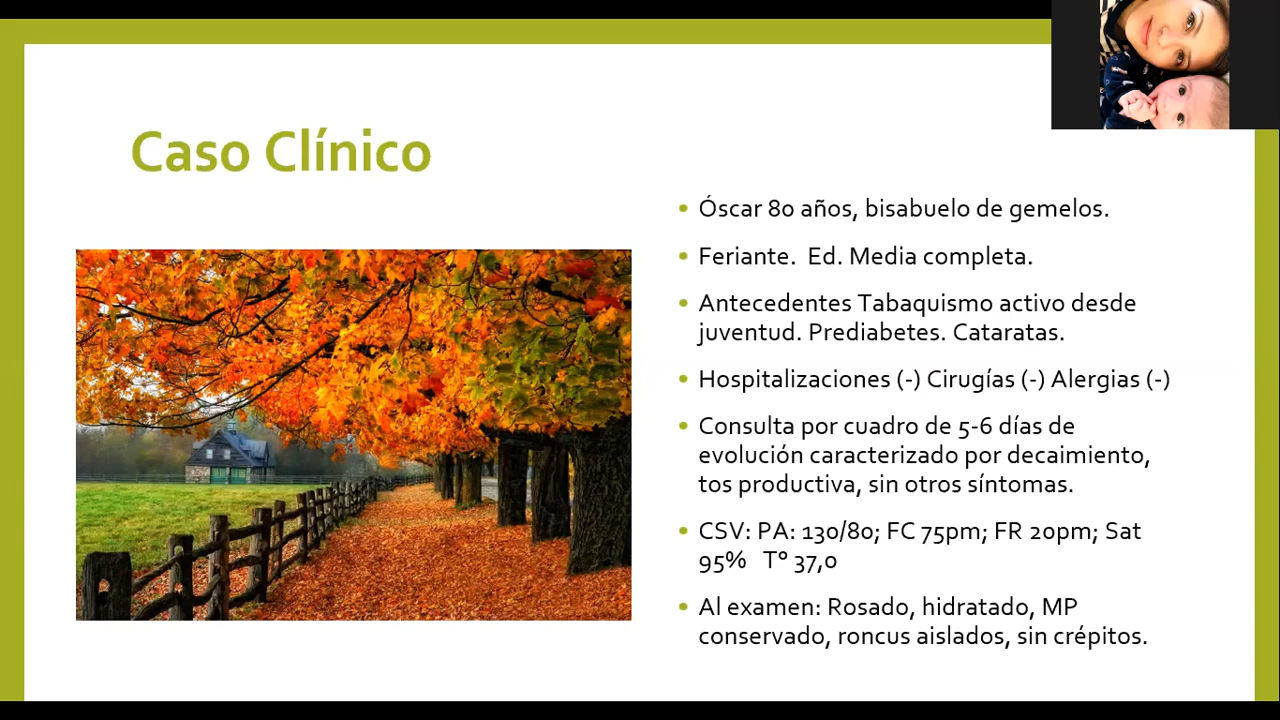 Caso Clínico
Óscar 80 años, bisabuelo de gemelos.
Feriante.  Ed. Media completa.
Antecedentes Tabaquismo activo desde
juventud. Prediabetes. Cataratas.
Hospitalizaciones (-) Cirugías (-) Alergias (-)
Consulta por cuadro de 5-6 días de
evolución caracterizado por decaimiento,
tos productiva, sin otros síntomas.
CSV: PA: 130/80; FC 75pm; FR 20pm; Sat
95%   T° 37,0
Al examen: Rosado, hidratado, MP
conservado, roncus aislados, sin crépitos.